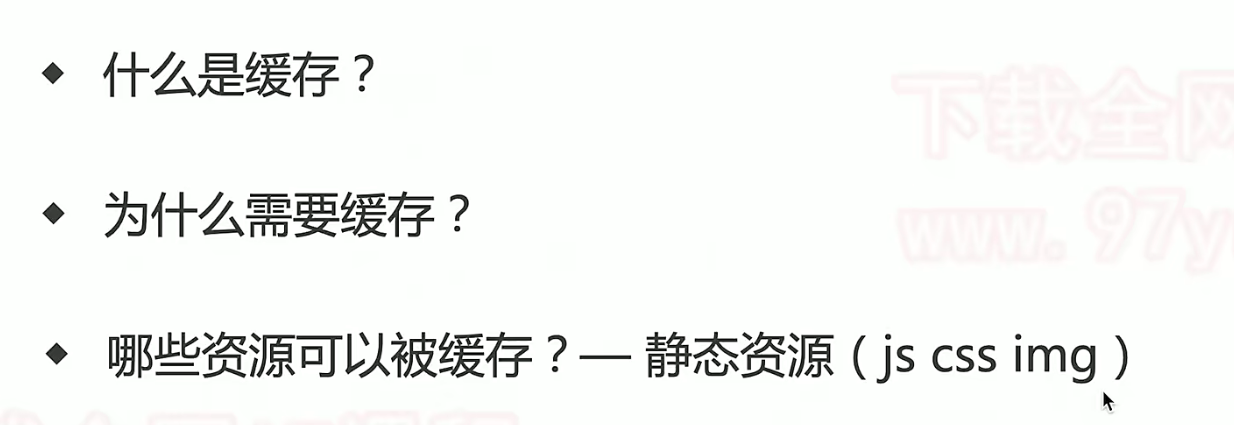 ◆ 什么是缓存？
下载全网
◆ 为什么需要缓存？
www.97y
◆ 哪些资源可以被缓存？— 静态资源（js css img）